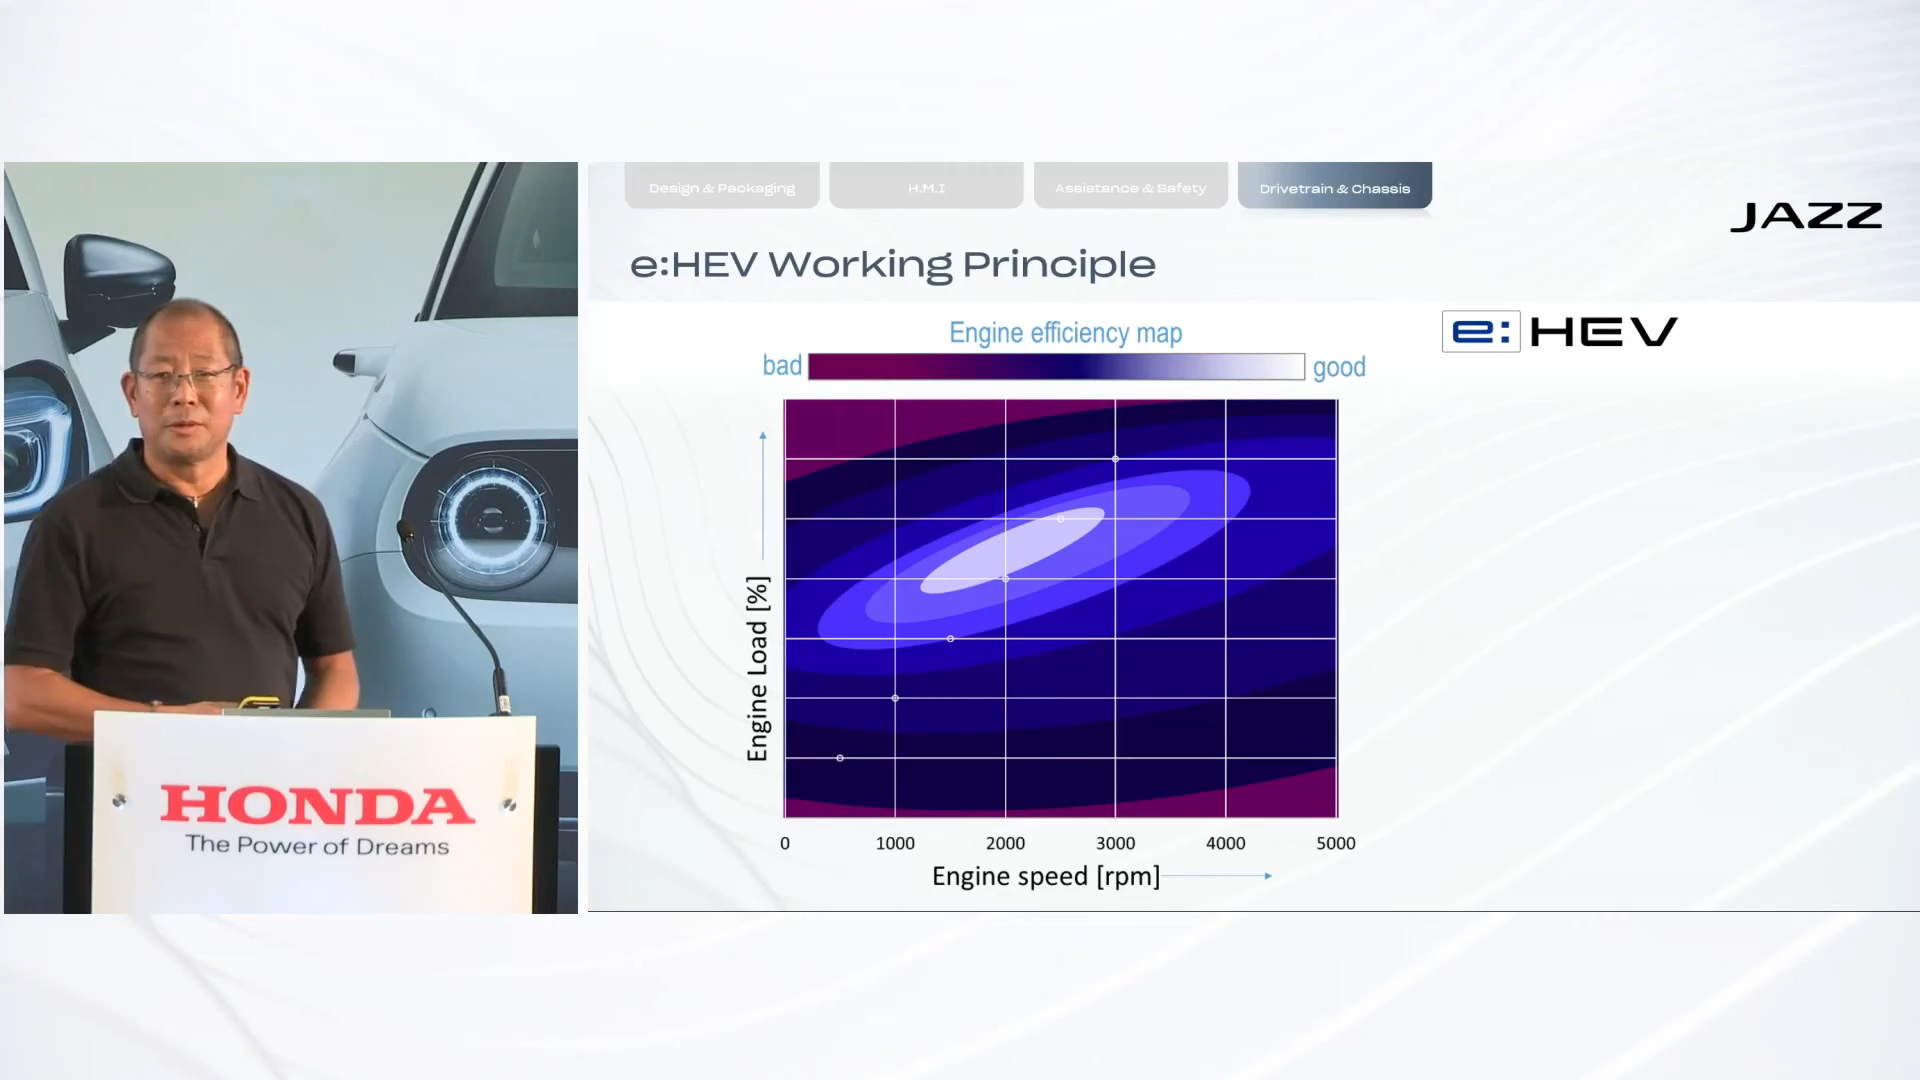 Design & Packaging
H.M.I
Assistance & Safety
Drivetrain & Chassis
JAZZ
e:HEV Working Principle
e: HEV
Engine efficiency map
bad
good
Engine Load [%]
0 1000 2000 3000 4000 5000
Engine speed [rpm]
HONDA
The Power of Dreams